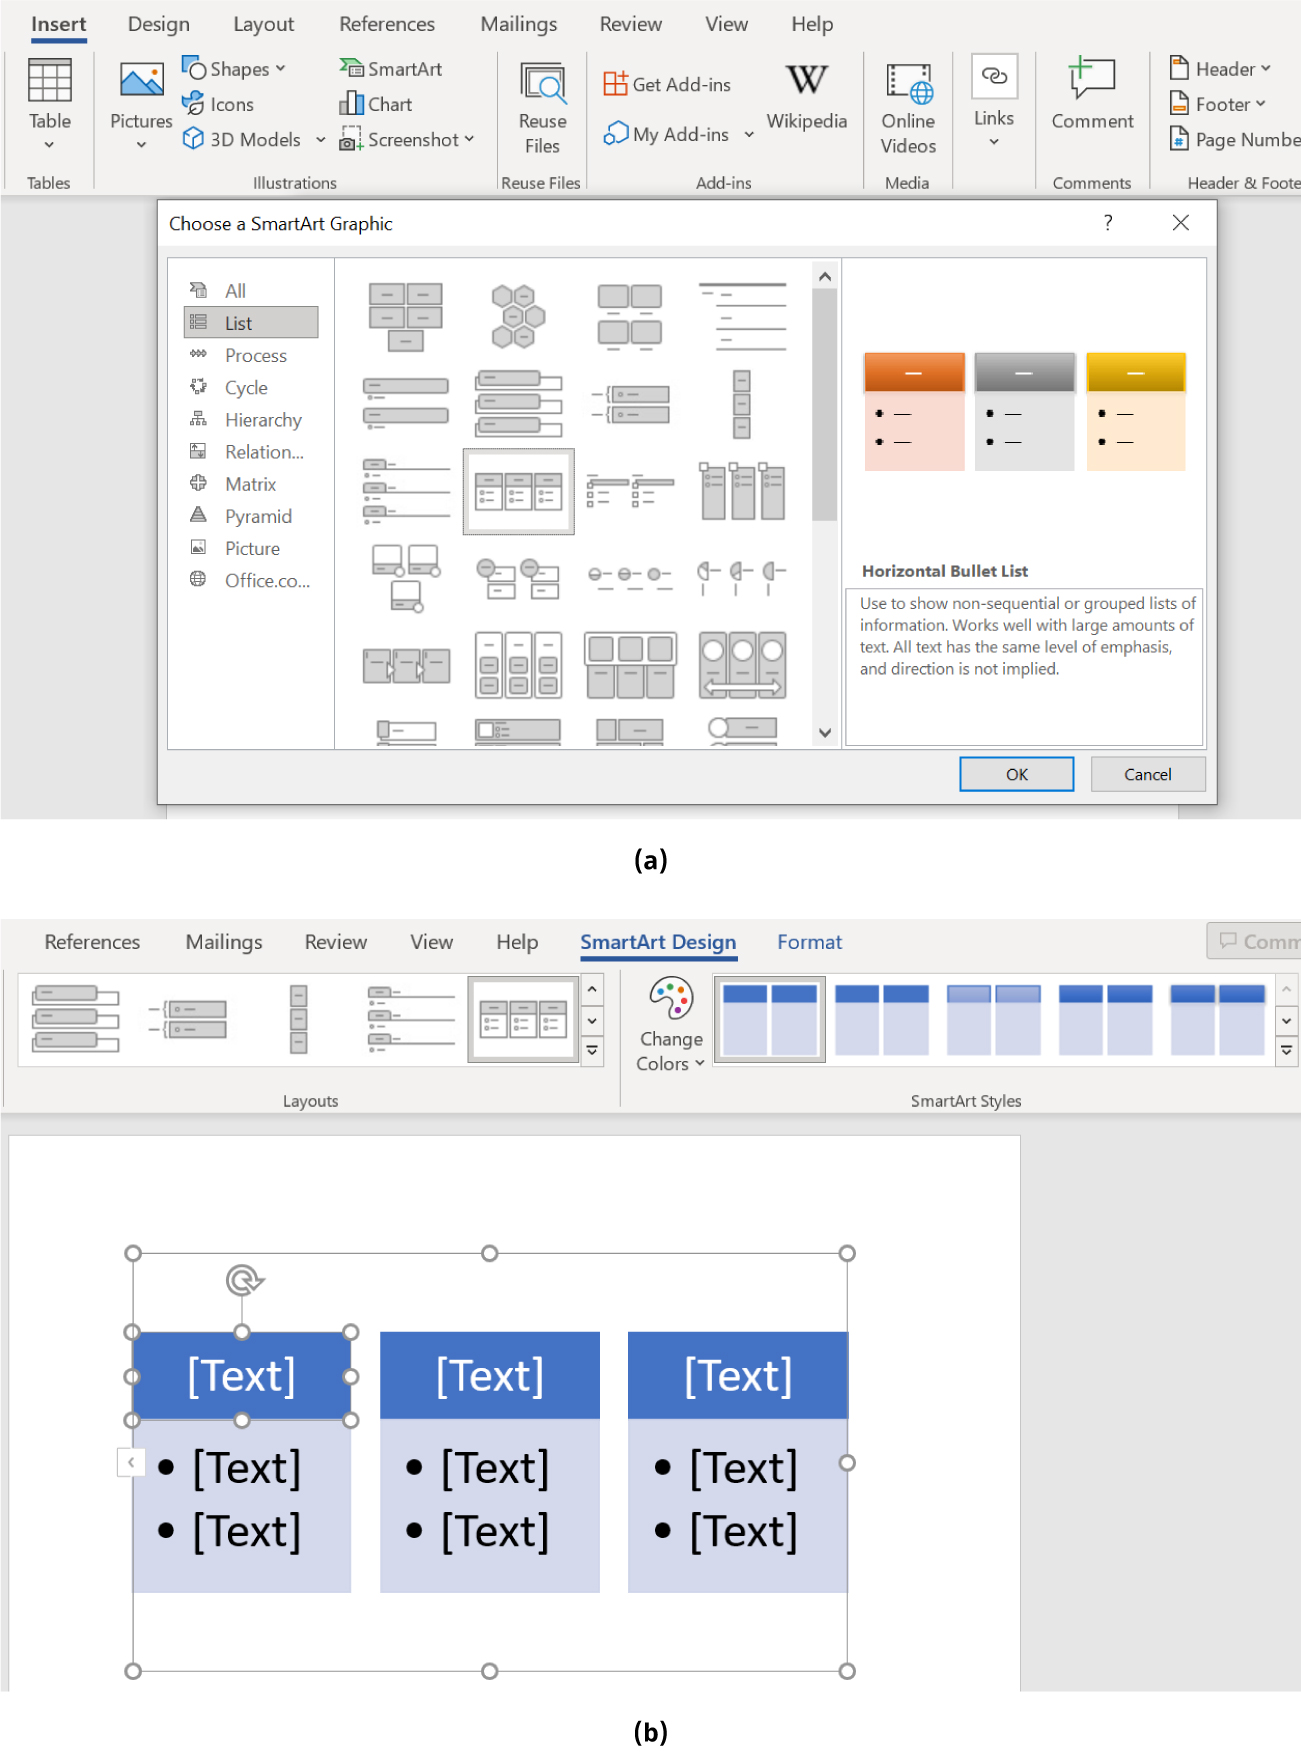 Insert Design Layout References Mailings Review View Help
Table
Tables
Pictures
Shapes
Icons
3D Models
SmartArt
Chart
Screenshot
Illustrations
Reuse
Files
Reuse Files
Get Add-ins
My Add-ins
W
Wikipedia
Add-ins
Online
Videos
Media
Links
Comment
Comments
Header
Footer
# Page Numbe
Header & Foote
Choose a SmartArt Graphic ?
All
List
Process
Cycle
Hierarchy
Relation...
Matrix
Pyramid
Picture
Office.co...
Horizontal Bullet List
Use to show non-sequential or grouped lists of
information. Works well with large amounts of
text. All text has the same level of emphasis,
and direction is not implied.
OK Cancel
(a)
References Mailings Review View Help SmartArt Design Format Comm
Layouts
Change
Colors
SmartArt Styles
[Text] [Text] [Text]
• [Text] • [Text] • [Text]
• [Text] • [Text] • [Text]
(b)